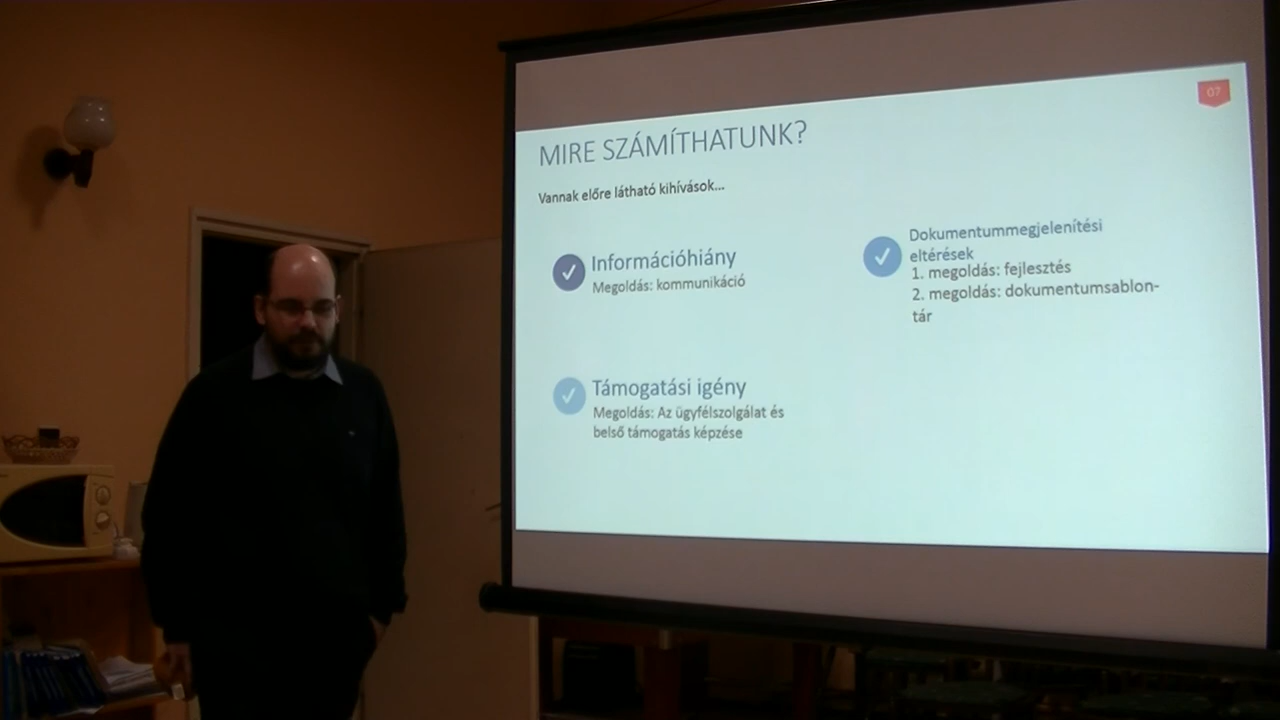 07
MIRE SZÁMÍTHATUNK?
Vannak előre látható kihívások...
Információhiány
Megoldás: kommunikáció
Támogatási igény
Megoldás: Az ügyfélszolgálat és
belső támogatás képzése
Dokumentummegjelenítési
eltérések
1. megoldás: fejlesztés
2. megoldás: dokumentumsablon-
tár